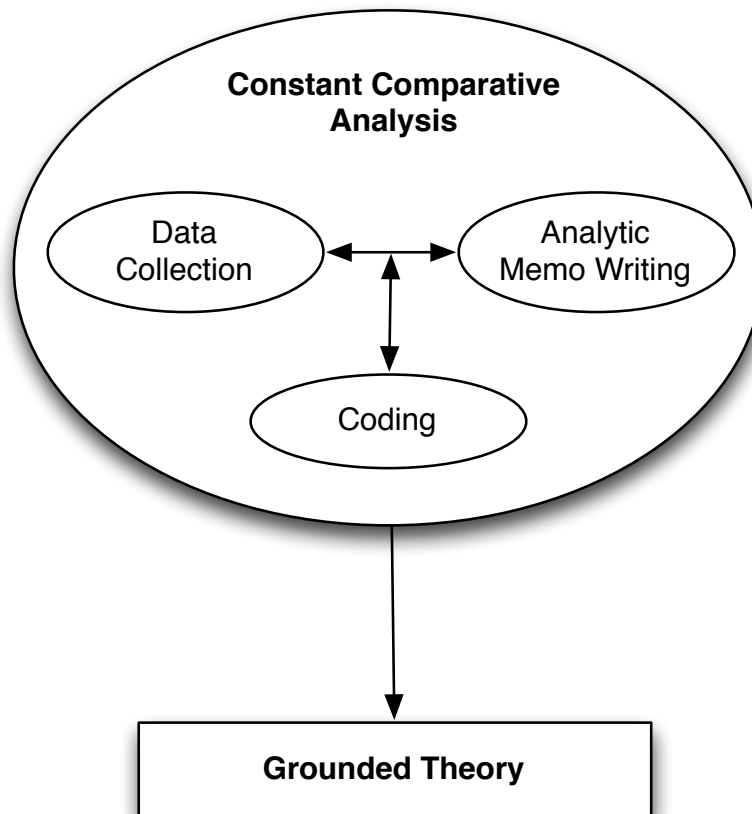 Constant Comparative
Analysis
Data
Collection
Analytic
Memo Writing
Coding
Grounded Theory